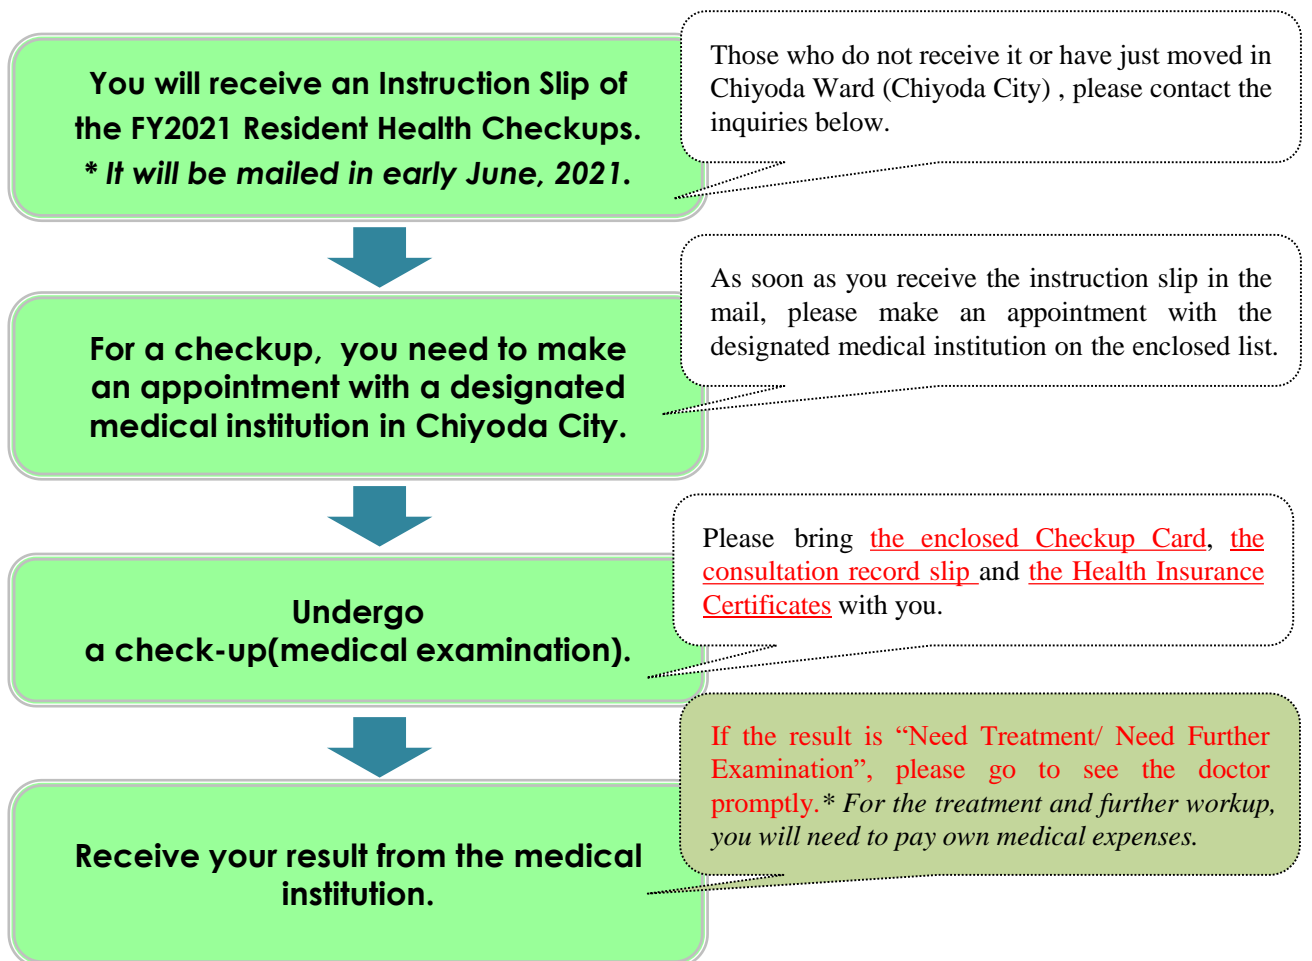 You will receive an Instruction Slip of
the FY2021 Resident Health Checkups.
* It will be mailed in early June, 2021.
Those who do not receive it or have just moved in
Chiyoda Ward (Chiyoda City) , please contact the
inquiries below.
For a checkup, you need to make
an appointment with a designated
medical institution in Chiyoda City.
As soon as you receive the instruction slip in the
mail, please make an appointment with the
designated medical institution on the enclosed list.
Undergo
a check-up(medical examination).
Please bring the enclosed Checkup Card, the
consultation record slip and the Health Insurance
Certificates with you.
Receive your result from the medical
institution.
If the result is “Need Treatment/ Need Further
Examination”, please go to see the doctor
promptly.* For the treatment and further workup,
you will need to pay own medical expenses.